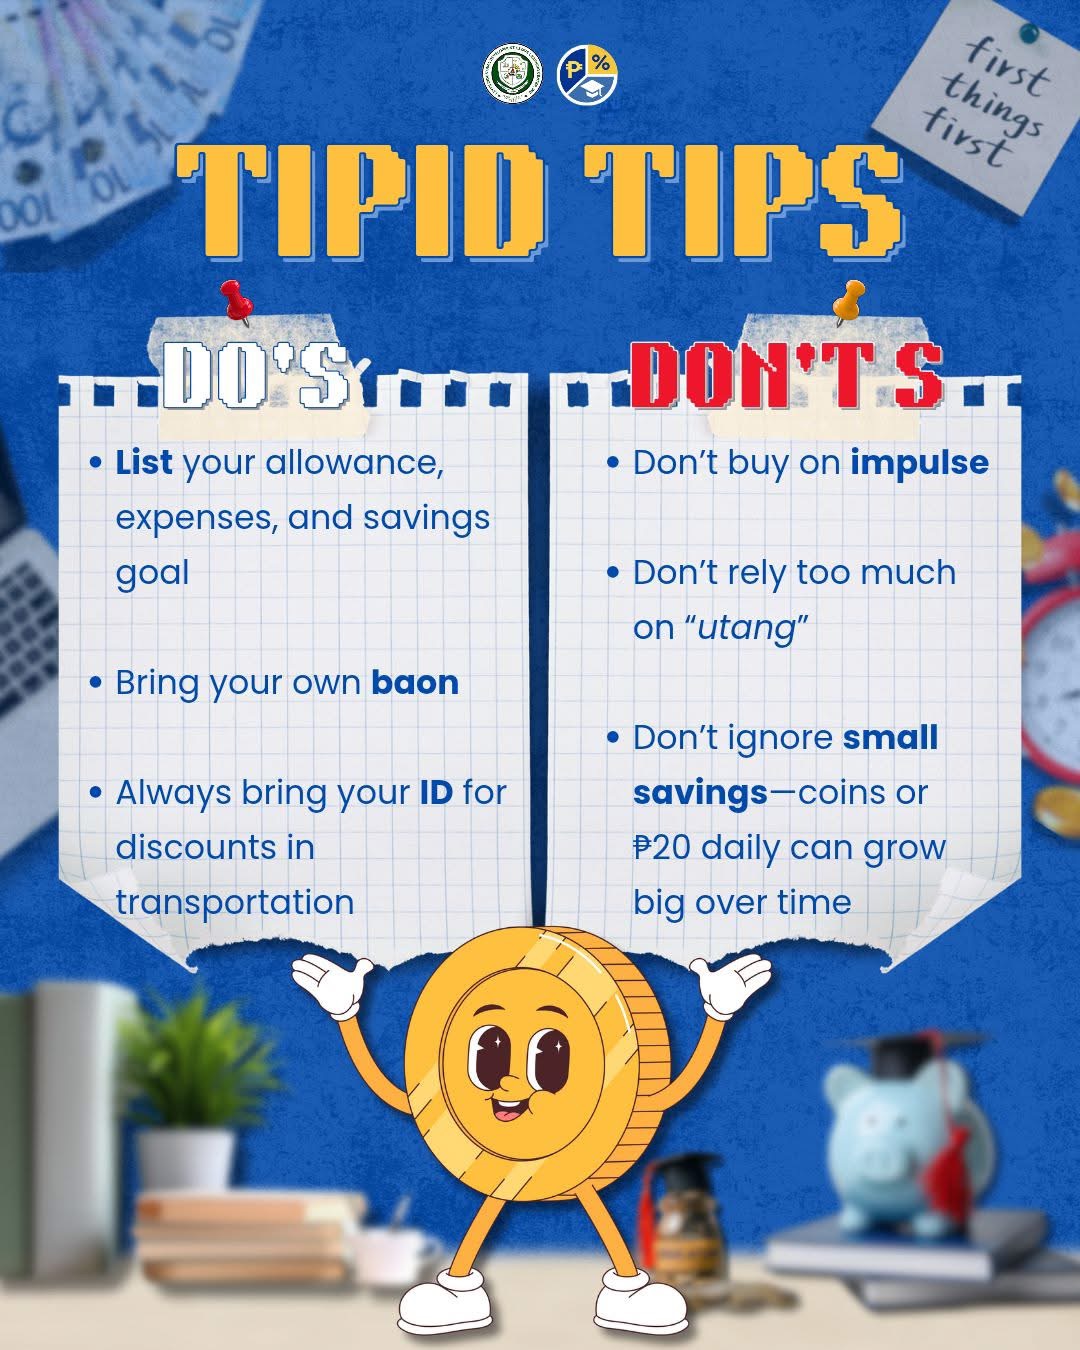 ₱ %
first
things
first
TIPID TIPS
DO'S
List your allowance,
expenses, and savings
goal
Bring your own baon
Always bring your ID for
discounts in
transportation
DON'T S
Don’t buy on impulse
Don’t rely too much
on “utang”
Don’t ignore small
savings—coins or
₱20 daily can grow
big over time